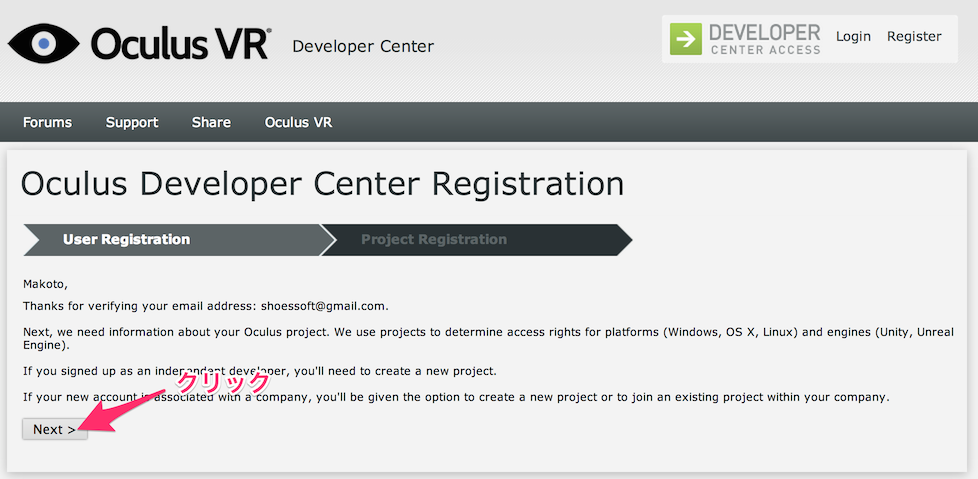 Oculus VR® Developer Center
DEVELOPER
CENTER ACCESS
Login Register
Forums Support Share Oculus VR
Oculus Developer Center Registration
User Registration Project Registration
Makoto,
Thanks for verifying your email address: shoessoft@gmail.com.
Next, we need information about your Oculus project. We use projects to determine access rights for platforms (Windows, OS X, Linux) and engines (Unity, Unreal
Engine).
If you signed up as an independent developer, you'll need to create a new project.
クリック
If your new account is associated with a company, you'll be given the option to create a new project or to join an existing project within your company.
Next >